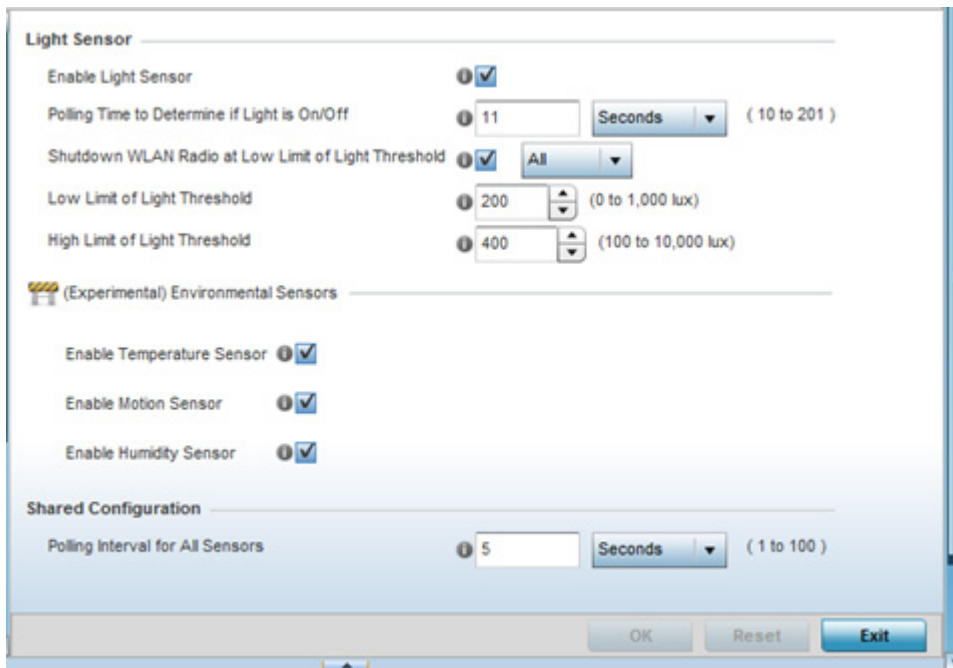 Light Sensor
Enable Light Sensor
Polling Time to Determine if Light is On/Off 11 Seconds ( 10 to 201 )
Shutdown WLAN Radio at Low Limit of Light Threshold All
Low Limit of Light Threshold 200 (0 to 1,000 lux)
High Limit of Light Threshold 400 (100 to 10,000 lux)
(Experimental) Environmental Sensors
Enable Temperature Sensor
Enable Motion Sensor
Enable Humidity Sensor
Shared Configuration
Polling Interval for All Sensors 5 Seconds ( 1 to 100 )
OK Reset Exit